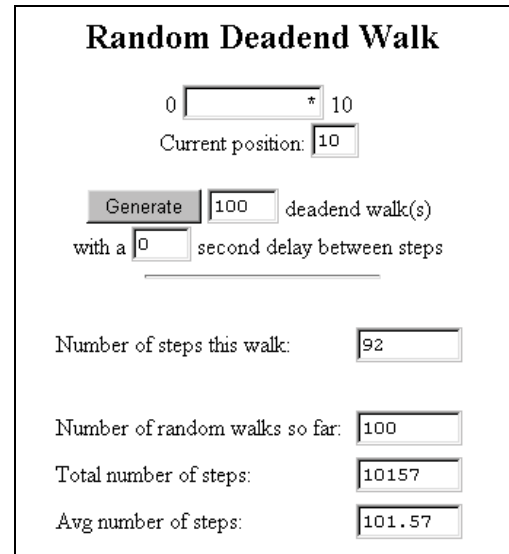 Random Deadend Walk
0 * 10
Current position: 10
Generate 100 deadend walk(s)
with a 0 second delay between steps
Number of steps this walk: 92
Number of random walks so far: 100
Total number of steps: 10157
Avg number of steps: 101.57